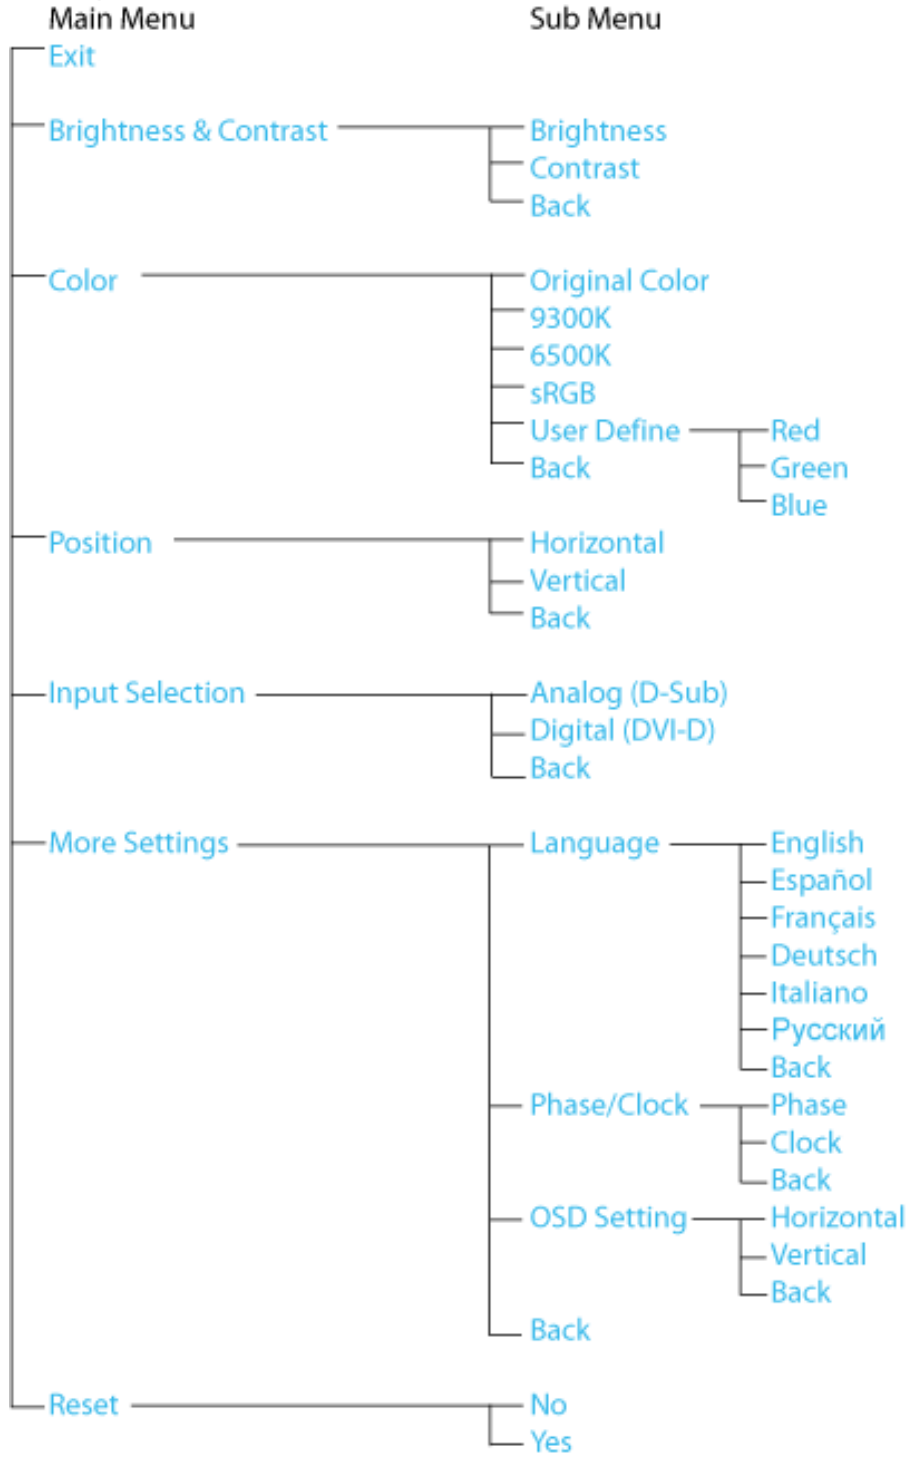 Main Menu Sub Menu
Exit
Brightness & Contrast Brightness
Contrast
Back
Color Original Color
9300K
6500K
sRGB
User Define Red
Back Green
Blue
Position Horizontal
Vertical
Back
Input Selection Analog (D-Sub)
Digital (DVI-D)
Back
More Settings Language English
Español
Français
Deutsch
Italiano
Русский
Back
Phase/Clock Phase
Clock
Back
OSD Setting Horizontal
Vertical
Back
Back
Reset No
Yes